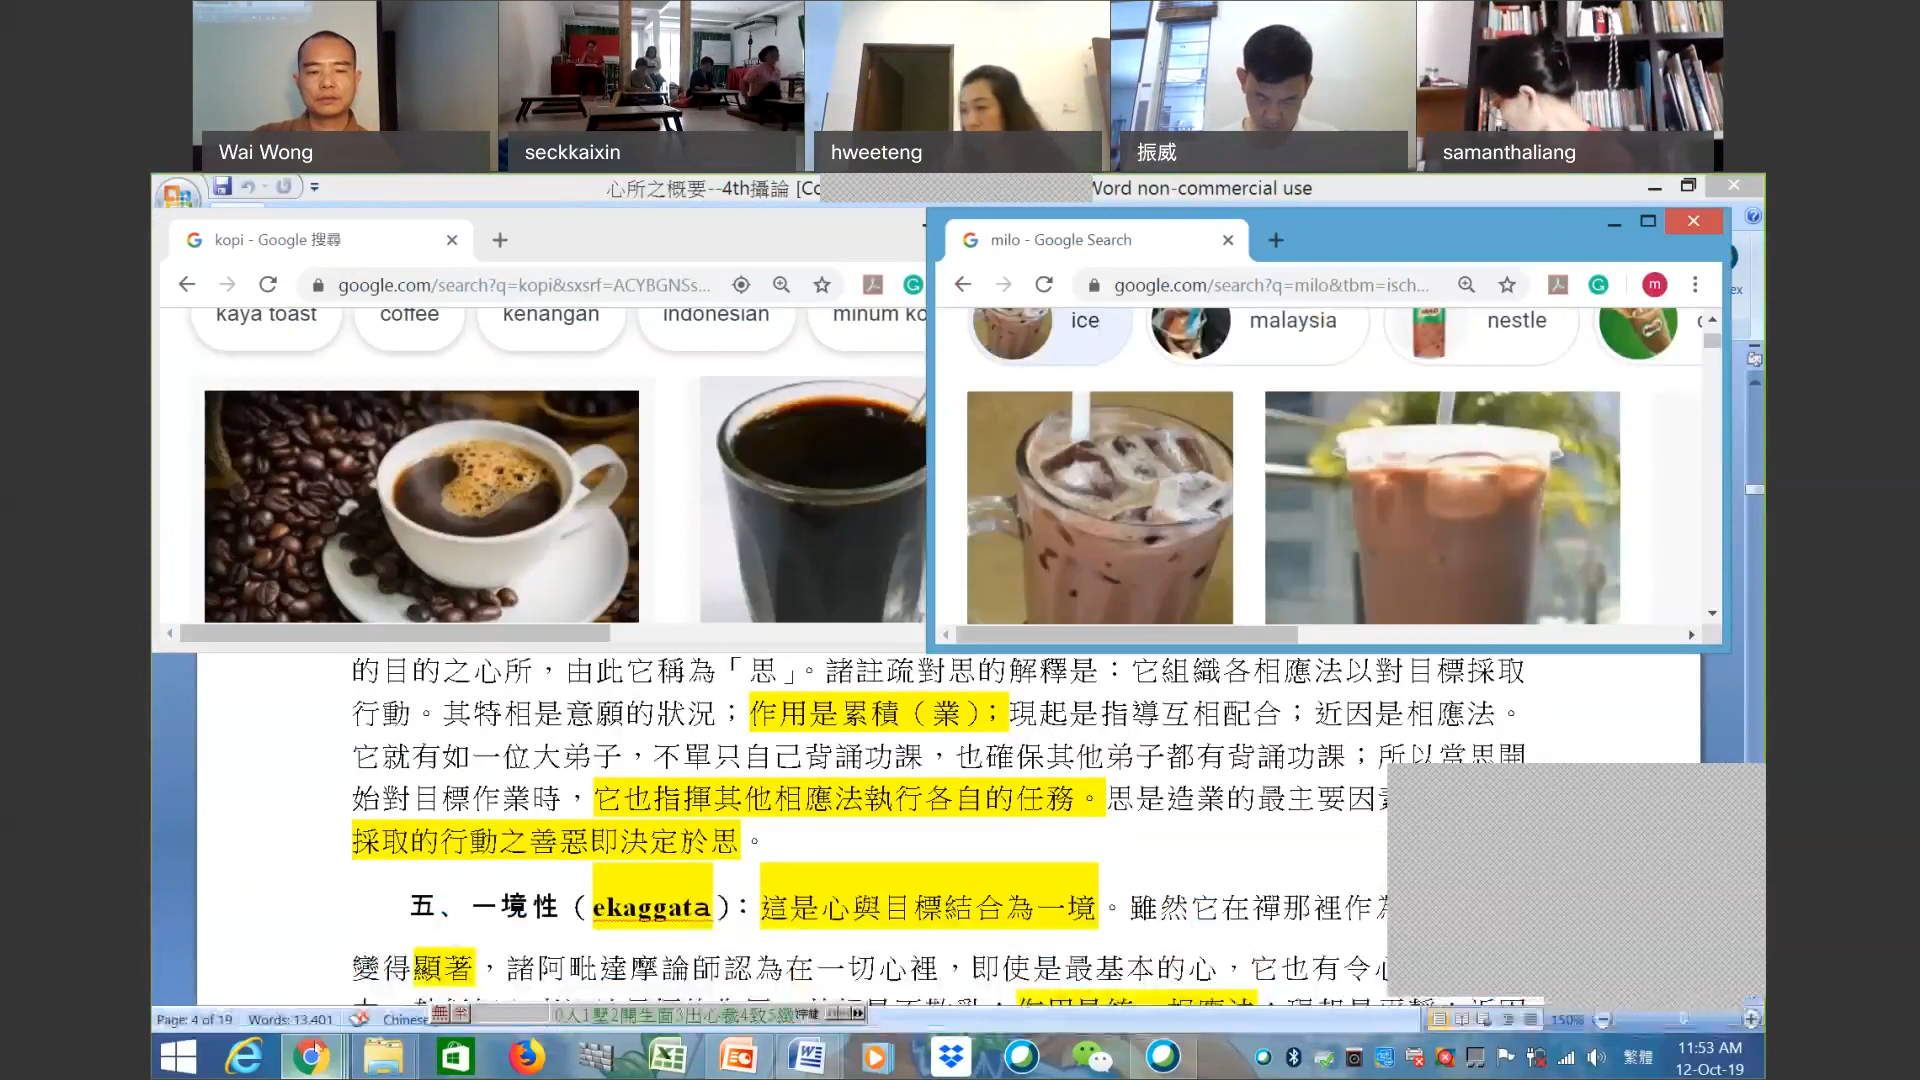 Wai Wong
seckkaixin
hweeteng
振威
samanthaliang
心所之概要--4th攝論 [Co
Word non-commercial use
kopi - Google 搜尋
milo - Google Search
google.com/search?q=kopi&sxsrf=ACYBGNSs...
google.com/search?q=milo&tbm=isch...
m
kaya toast
coffee
kenangan
indonesian
minum ko
ice
malaysia
nestle
的目的之心所，由此它稱為「思」。諸註疏對思的解釋是：它組織各相應法以對目標採取
行動。其特相是意願的狀況；作用是累積（業）；現起是指導互相配合；近因是相應法。
它就有如一位大弟子，不單只自己背誦功課，也確保其他弟子都有背誦功課；所以當思開
始對目標作業時，它也指揮其他相應法執行各自的任務。思是造業的最主要因
採取的行動之善惡即決定於思。
五、一境性（ekaggata）：這是心與目標結合為一境。雖然它在禪那裡作
變得顯著，諸阿毗達摩論師認為在一切心裡，即使是最基本的心，它也有令心
Page: 4 of 19
Words: 13,401
Chinese
150%
繁體
11:53 AM
12-Oct-19